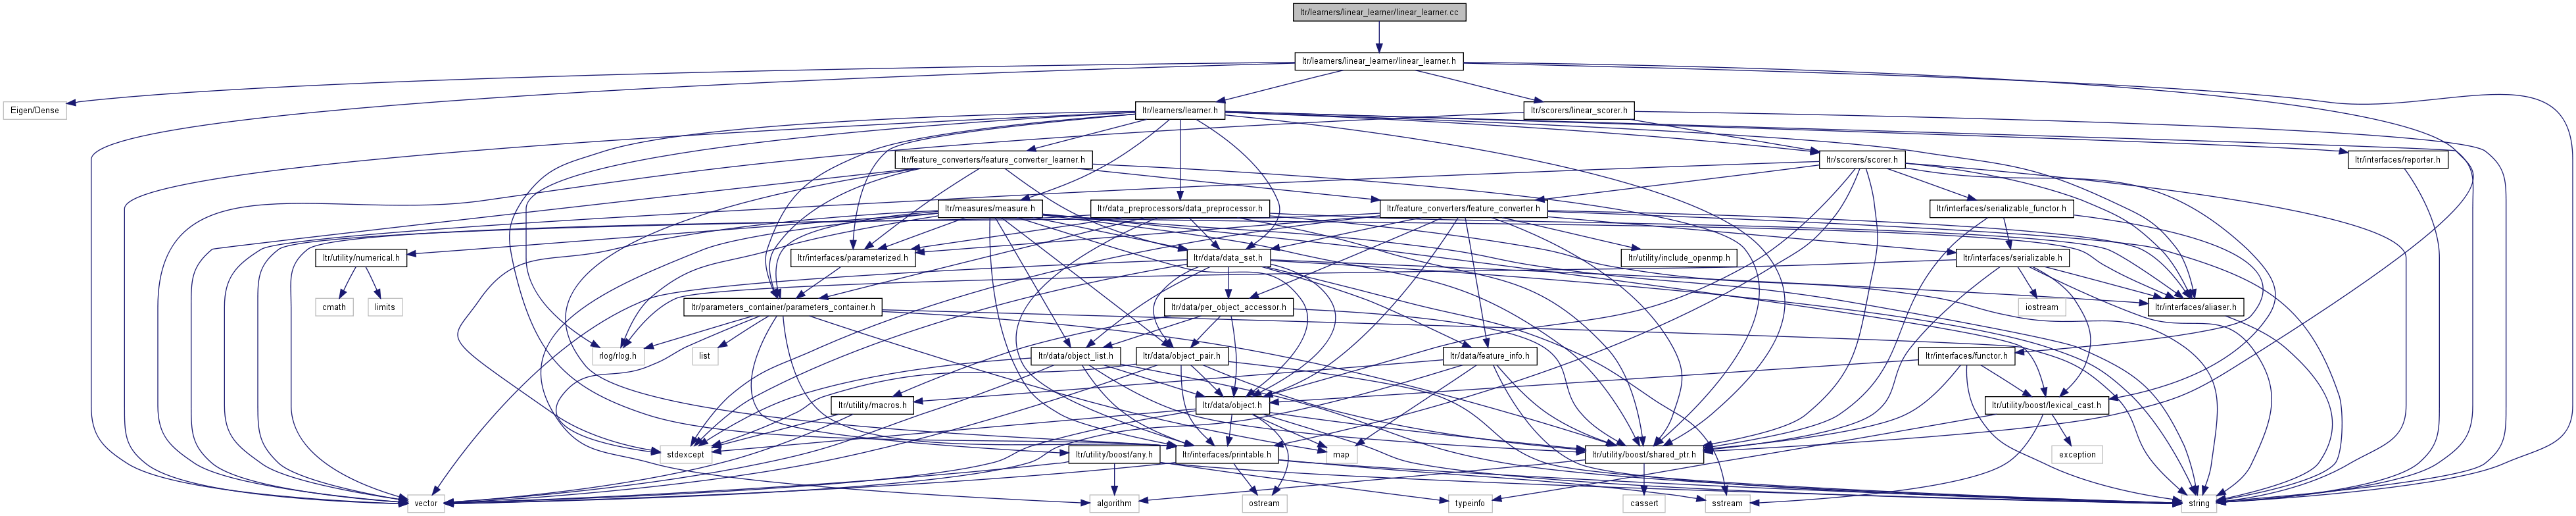 ltr/learners/linear_learner/linear_learner.cc
ltr/learners/linear_learner/linear_learner.h
Eigen/Dense
ltr/learners/learner.h
ltr/scorers/linear_scorer.h
ltr/feature_converters/feature_converter_learner.h
ltr/scorers/scorer.h
ltr/interfaces/reporter.h
ltr/measures/measure.h
ltr/data_preprocessors/data_preprocessor.h
ltr/feature_converters/feature_converter.h
ltr/interfaces/serializable_functor.h
ltr/utility/numerical.h
ltr/interfaces/parameterized.h
ltr/data/data_set.h
ltr/utility/include_openmp.h
ltr/interfaces/serializable.h
cmath
limits
ltr/parameters_container/parameters_container.h
ltr/data/per_object_accessor.h
iostream
ltr/interfaces/aliaser.h
rlog/rlog.h
list
ltr/data/object_list.h
ltr/data/object_pair.h
ltr/data/feature_info.h
ltr/interfaces/functor.h
ltr/utility/macros.h
ltr/data/object.h
ltr/utility/boost/lexical_cast.h
stdexcept
ltr/utility/boost/any.h
ltr/interfaces/printable.h
map
ltr/utility/boost/shared_ptr.h
exception
vector
algorithm
ostream
typeinfo
cassert
sstream
string